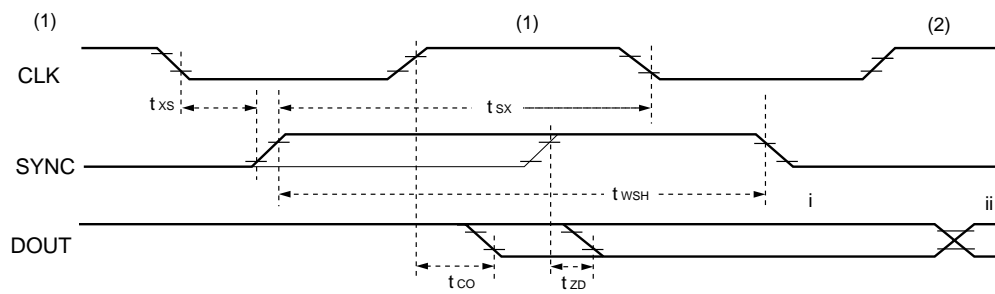 (1) (1) (2)
CLK
t XS t SX
SYNC
t WSH
i ii
DOUT
t CO t ZD